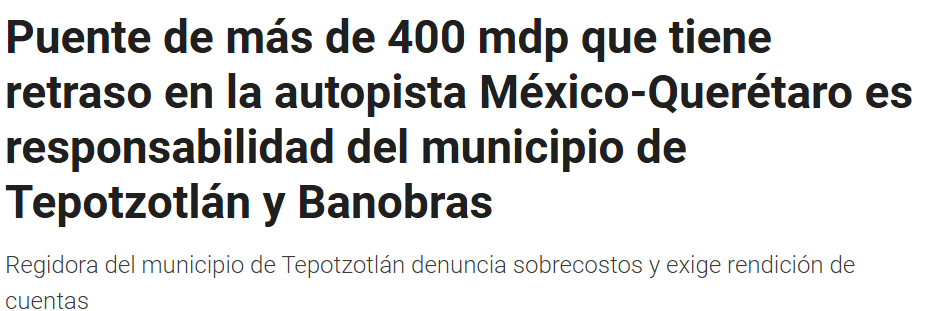 Puente de más de 400 mdp que tiene
retraso en la autopista México-Querétaro es
responsabilidad del municipio de
Tepotzotlán y Banobras
Regidora del municipio de Tepotzotlán denuncia sobrecostos y exige rendición de
cuentas